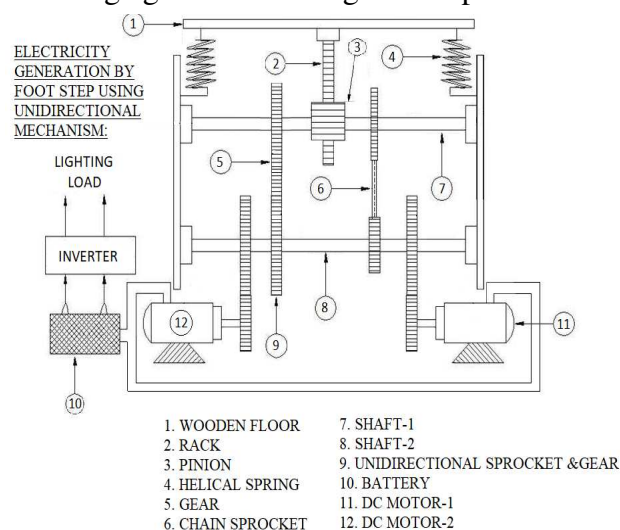 1
2
3
4
ELECTRICITY
GENERATION BY
FOOT STEP USING
UNIDIRECTIONAL
MECHANISM:
5
6
7
LIGHTING
LOAD
INVERTER
8
9
10
11
12
1. WOODEN FLOOR
2. RACK
3. PINION
4. HELICAL SPRING
5. GEAR
6. CHAIN SPROCKET
7. SHAFT-1
8. SHAFT-2
9. UNIDIRECTIONAL SPROCKET &GEAR
10. BATTERY
11. DC MOTOR-1
12. DC MOTOR-2